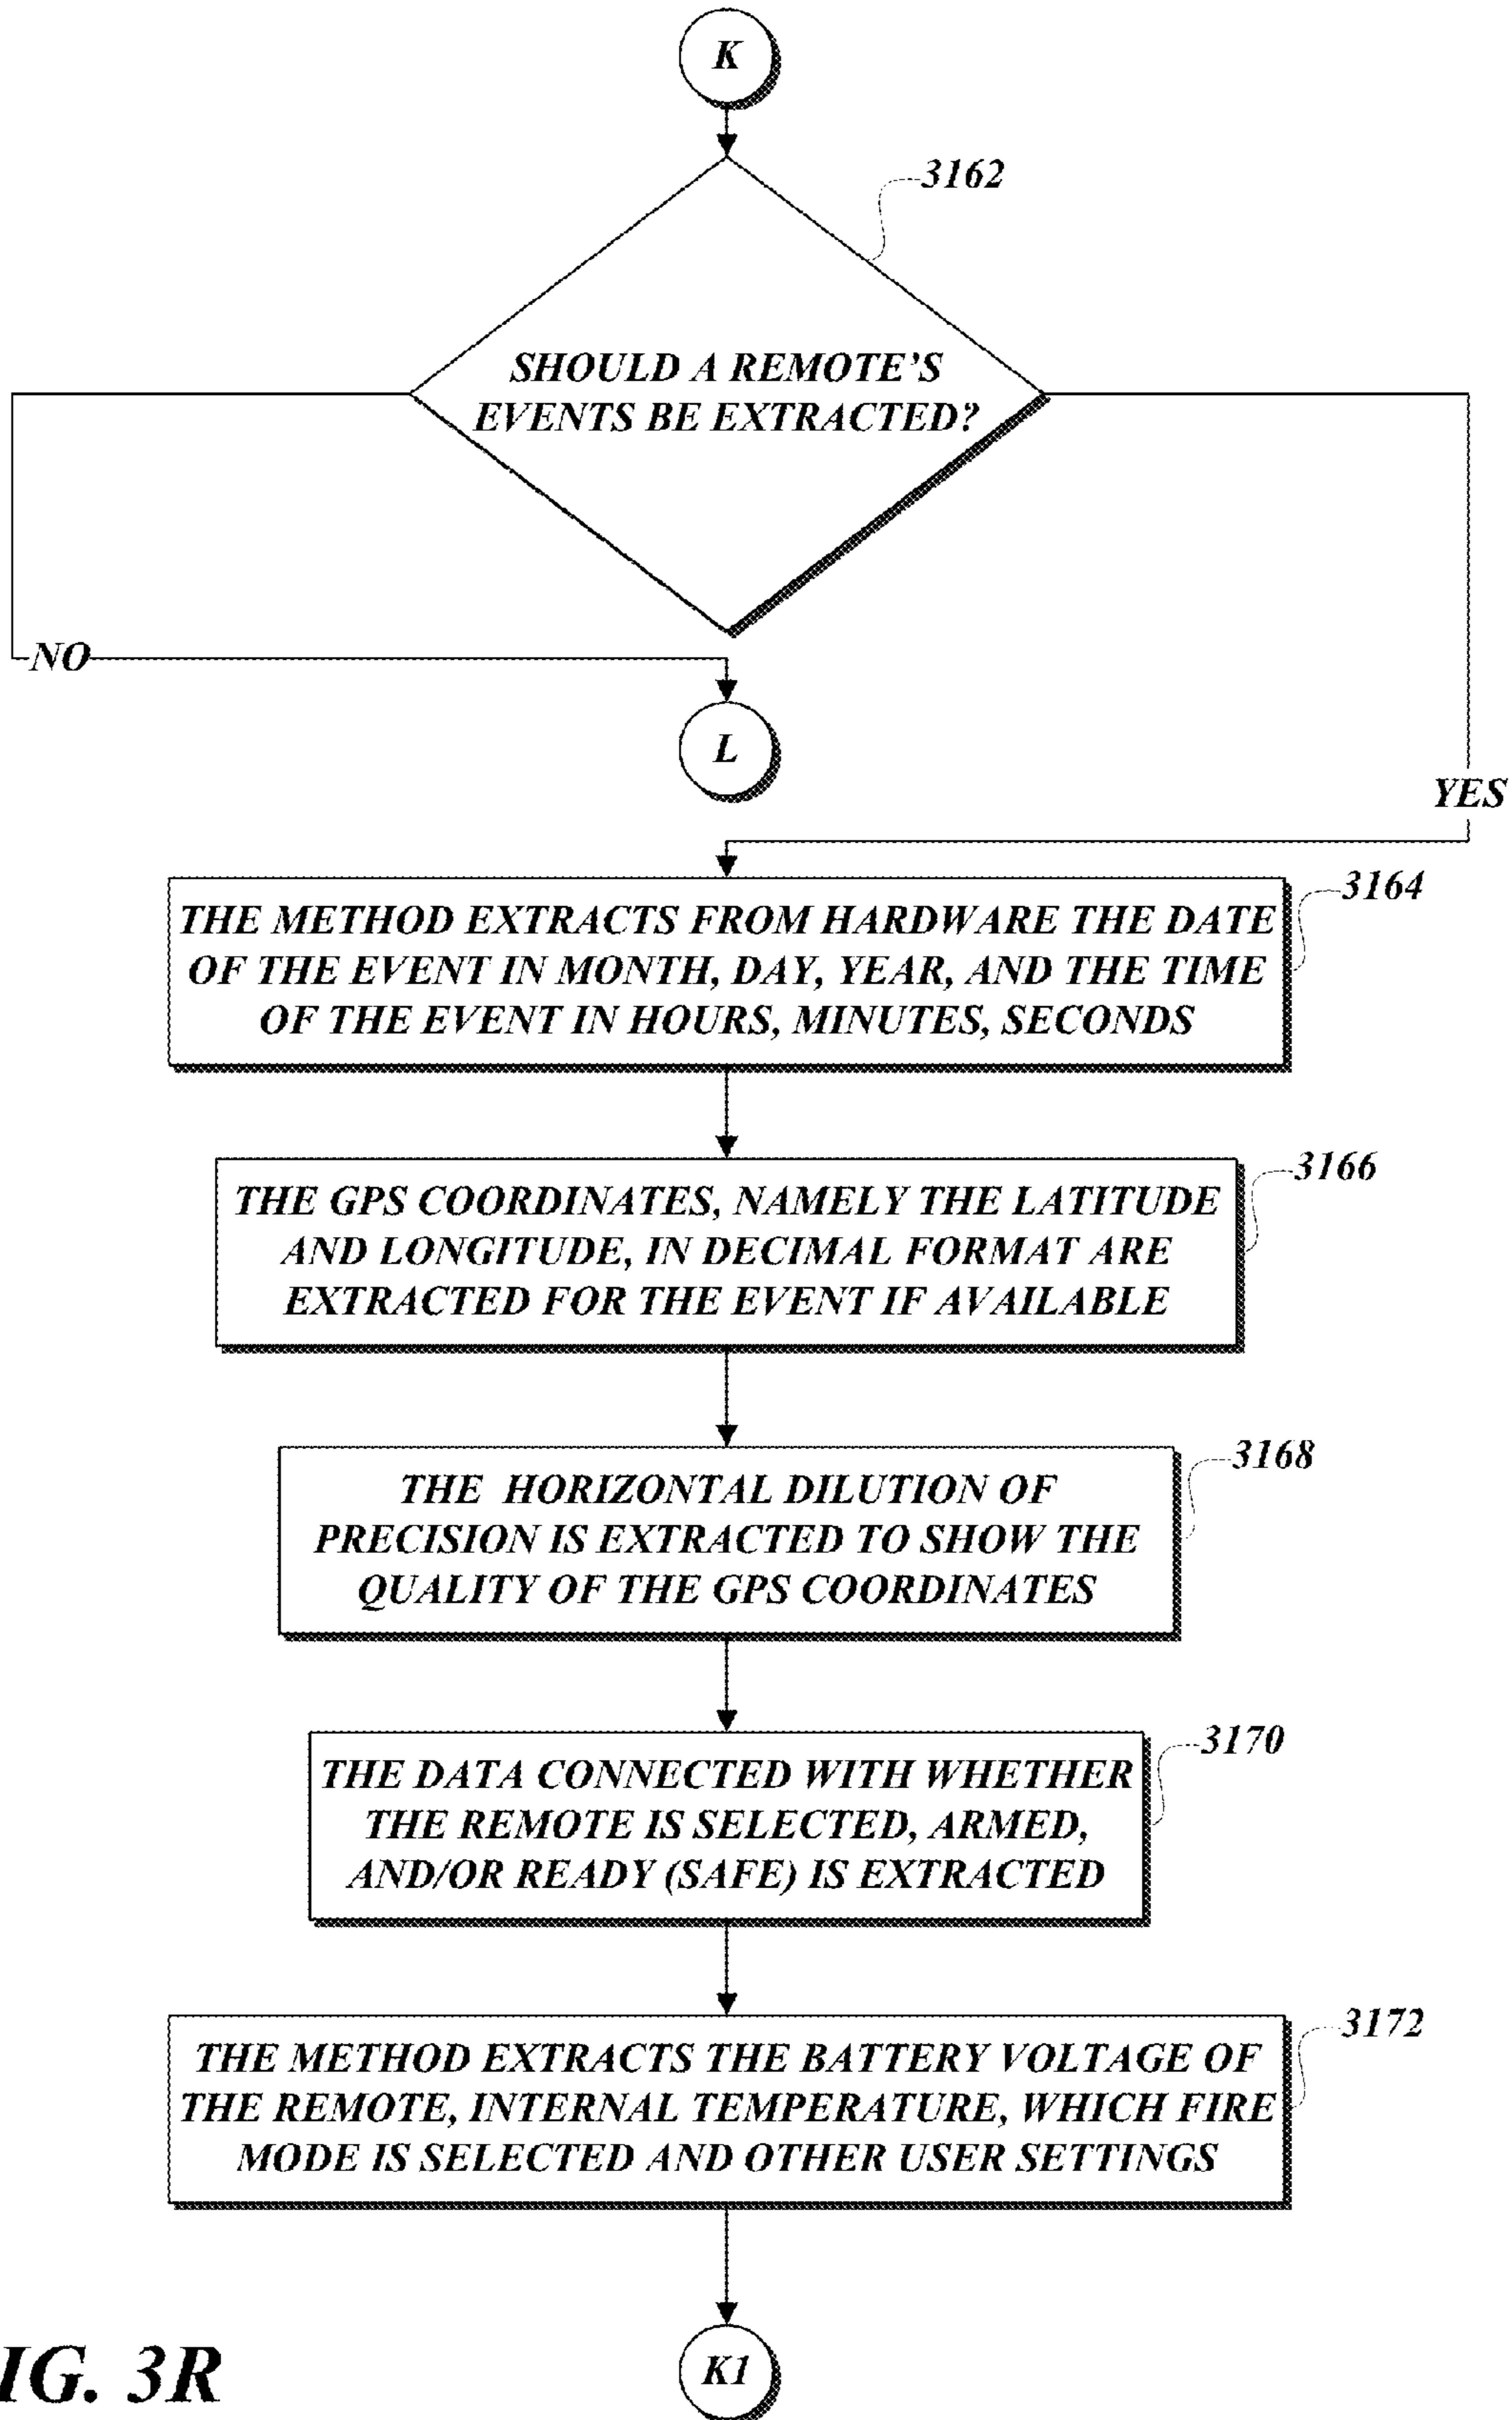 K
3162
SHOULD A REMOTE'S
EVENTS BE EXTRACTED?
NO
L
YES
3164
THE METHOD EXTRACTS FROM HARDWARE THE DATE
OF THE EVENT IN MONTH, DAY, YEAR, AND THE TIME
OF THE EVENT IN HOURS, MINUTES, SECONDS
3166
THE GPS COORDINATES, NAMELY THE LATITUDE
AND LONGITUDE, IN DECIMAL FORMAT ARE
EXTRACTED FOR THE EVENT IF AVAILABLE
3168
THE HORIZONTAL DILUTION OF
PRECISION IS EXTRACTED TO SHOW THE
QUALITY OF THE GPS COORDINATES
3170
THE DATA CONNECTED WITH WHETHER
THE REMOTE IS SELECTED, ARMED,
AND/OR READY (SAFE) IS EXTRACTED
3172
THE METHOD EXTRACTS THE BATTERY VOLTAGE OF
THE REMOTE, INTERNAL TEMPERATURE, WHICH FIRE
MODE IS SELECTED AND OTHER USER SETTINGS
K1
IG. 3R